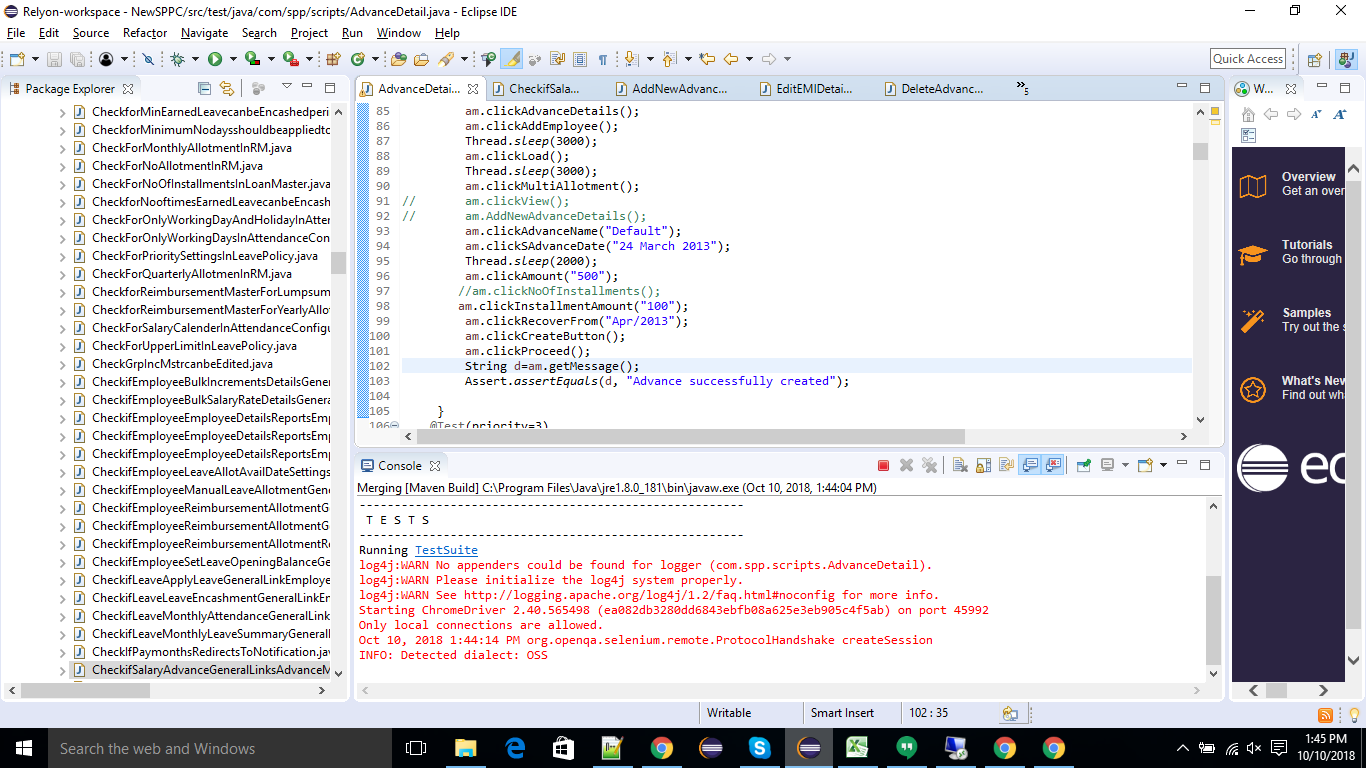 Relyon-workspace - NewSPPC/src/test/java/com/spp/scripts/AdvanceDetail.java - Eclipse IDE
File Edit Source Refactor Navigate Search Project Run Window Help
Quick Access
Package Explorer
CheckforMinEarnedLeavecanbeEncashedperi
CheckforMinimumNodaysshouldbeappliedtc
CheckForMonthlyAllotmentInRM.java
CheckForNoAllotmentInRM.java
CheckForNoOfInstallmentsInLoanMaster.java
CheckforNooftimesEarnedLeavecanbeEncash
CheckForOnlyWorkingDayAndHolidayInAtter
CheckForOnlyWorkingDaysInAttendanceCon
CheckForPrioritySettingsInLeavePolicy.java
CheckForQuarterlyAllotmenInRM.java
CheckforReimbursementMasterForLumpsum
CheckforReimbursementMasterForYearlyAllo
CheckForSalaryCalenderInAttendanceConfigu
CheckForUpperLimitInLeavePolicy.java
CheckGrpIncMstrcanbeEdited.java
CheckifEmployeeBulkIncrementsDetailsGener
CheckifEmployeeBulkSalaryRateDetailsGenera
CheckifEmployeeEmployeeDetailsReportsEmp
CheckifEmployeeEmployeeDetailsReportsEmp
CheckifEmployeeEmployeeDetailsReportsEmp
CheckifEmployeeLeaveAllotAvailDateSettings
CheckifEmployeeManualLeaveAllotmentGene
CheckifEmployeeReimbursementAllotmentG
CheckifEmployeeReimbursementAllotmentG
CheckifEmployeeReimbursementAllotmentRe
CheckifEmployeeSetLeaveOpeningBalanceGe
CheckifLeaveApplyLeaveGeneralLinkEmploye
CheckifLeaveLeaveEncashmentGeneralLinkEn
CheckifLeaveMonthlyAttendanceGeneralLink
CheckifLeaveMonthlyLeaveSummaryGeneral
CheckIfPaymonthsRedirectsToNotification.jav
CheckifSalaryAdvanceGeneralLinksAdvanceM
AdvanceDetai... CheckifSala... AddNewAdvanc... EditEMIDetai... DeleteAdvanc... »5
85 am.clickAdvanceDetails();
86 am.clickAddEmployee();
87 Thread.sleep(3000);
88 am.clickLoad();
89 Thread.sleep(3000);
90 am.clickMultiAllotment();
91 // am.clickView();
92 // am.AddNewAdvanceDetails();
93 am.clickAdvanceName("Default");
94 am.clickSAdvanceDate("24 March 2013");
95 Thread.sleep(2000);
96 am.clickAmount("500");
97 //am.clickNoOfInstallments();
98 am.clickInstallmentAmount("100");
99 am.clickRecoverFrom("Apr/2013");
100 am.clickCreateButton();
101 am.clickProceed();
102 String d=am.getMessage();
103 Assert.assertEquals(d, "Advance successfully created");
104
105 }
106 @Test(priority=3)
Console
Merging [Maven Build] C:\Program Files\Java\jre1.8.0_181\bin\javaw.exe (Oct 10, 2018, 1:44:04 PM)
-------------------------------------------------------
T E S T S
-------------------------------------------------------
Running TestSuite
log4j:WARN No appenders could be found for logger (com.spp.scripts.AdvanceDetail).
log4j:WARN Please initialize the log4j system properly.
log4j:WARN See http://logging.apache.org/log4j/1.2/faq.html#noconfig for more info.
Starting ChromeDriver 2.40.565498 (ea082db3280dd6843ebfb08a625e3eb905c4f5ab) on port 45992
Only local connections are allowed.
Oct 10, 2018 1:44:14 PM org.openqa.selenium.remote.ProtocolHandshake createSession
INFO: Detected dialect: OSS
W...
Overview
Get an over
Tutorials
Go through
Samples
Try out the s
What's New
Find out wh
ec
Writable Smart Insert 102 : 35
Search the web and Windows
1:45 PM
10/10/2018